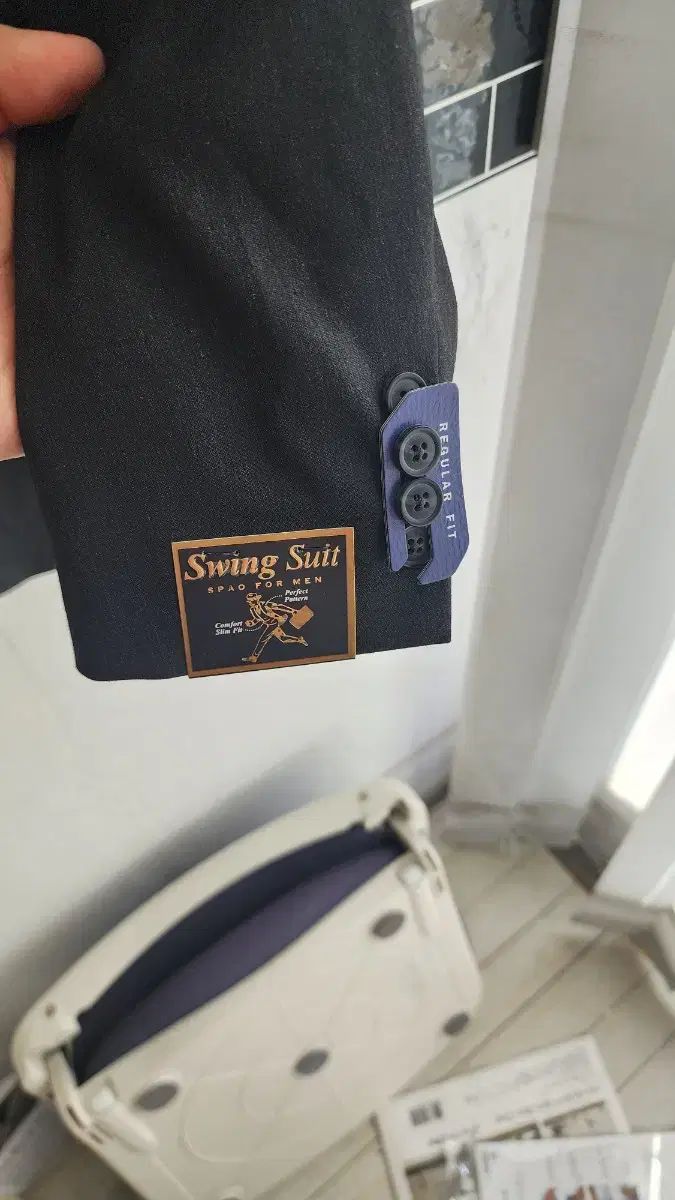 REGULAR FIT
Swing Suit
SPAO FOR MEN
Perfect
Pattern
Comfort
Slim Fit